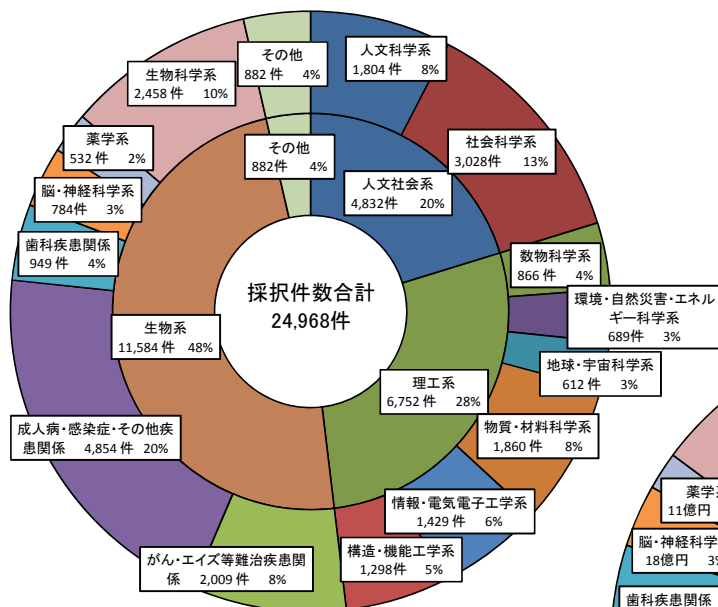 その他
882 件 4%
人文科学系
1,804 件 8%
生物科学系
2,458 件 10%
社会科学系
3,028件 13%
薬学系
532 件 2%
その他
882件 4%
人文社会系
4,832件 20%
脳・神経科学系
784件 3%
歯科疾患関係
949 件 4%
数物科学系
866 件 4%
採択件数合計
24,968件
環境・自然災害・エネル
ギー科学系
689件 3%
生物系
11,584 件 48%
地球・宇宙科学系
612 件 3%
理工系
6,752 件 28%
成人病・感染症・その他疾
患関係 4,854 件 20%
物質・材料科学系
1,860 件 8%
情報・電気電子工学系
1,429 件 6%
構造・機能工学系
1,298件 5%
がん・エイズ等難治疾患関
係 2,009 件 8%
薬学系
11億円
脳・神経科学
18億円 3%
歯科疾患関係